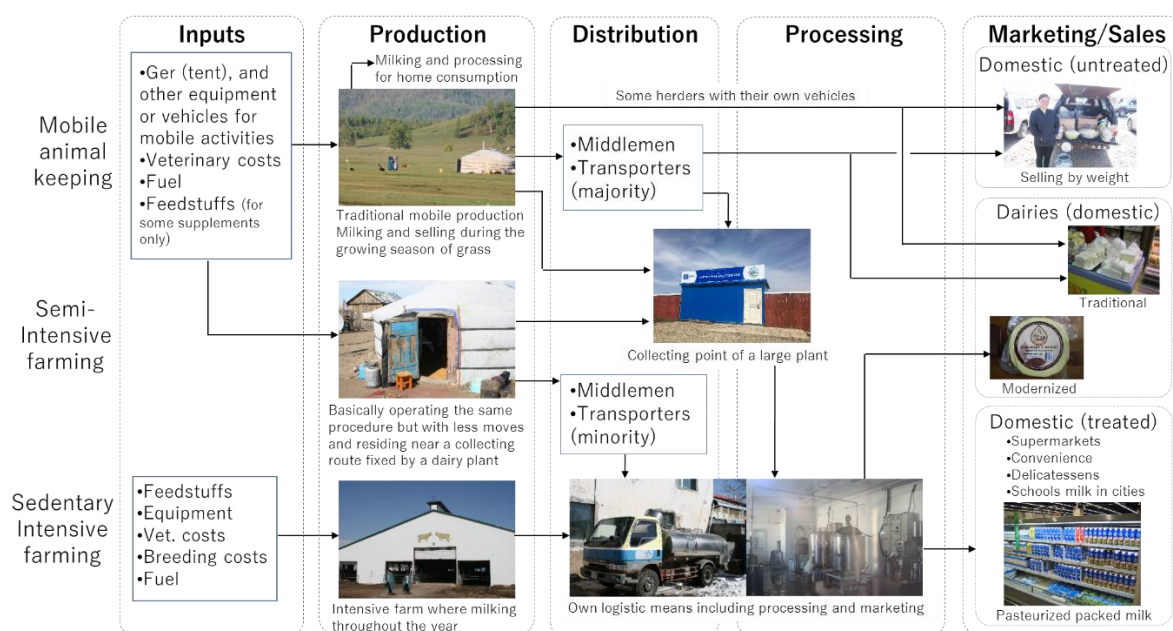 Inputs
Production
Distribution
Processing
Marketing/Sales
Mobile
animal
keeping
•Ger (tent), and
other equipment
or vehicles for
mobile activities
•Veterinary costs
•Fuel
•Feedstuffs (for
some supplements
only)
•Milking and processing
for home consumption
Traditional mobile production
Milking and selling during the
growing season of grass
Some herders with their own vehicles
•Middlemen
•Transporters
(majority)
Domestic (untreated)
Selling by weight
Dairies (domestic)
Traditional
Modernized
Semi-
Intensive
farming
Basically operating the same
procedure but with less moves
and residing near a collecting
route fixed by a dairy plant
Collecting point of a large plant
•Middlemen
•Transporters
(minority)
Domestic (treated)
•Supermarkets
•Convenience
•Delicatessens
•Schools milk in cities
Pasteurized packed milk
Sedentary
Intensive
farming
•Feedstuffs
•Equipment
•Vet. costs
•Breeding costs
•Fuel
Intensive farm where milking
throughout the year
Own logistic means including processing and marketing